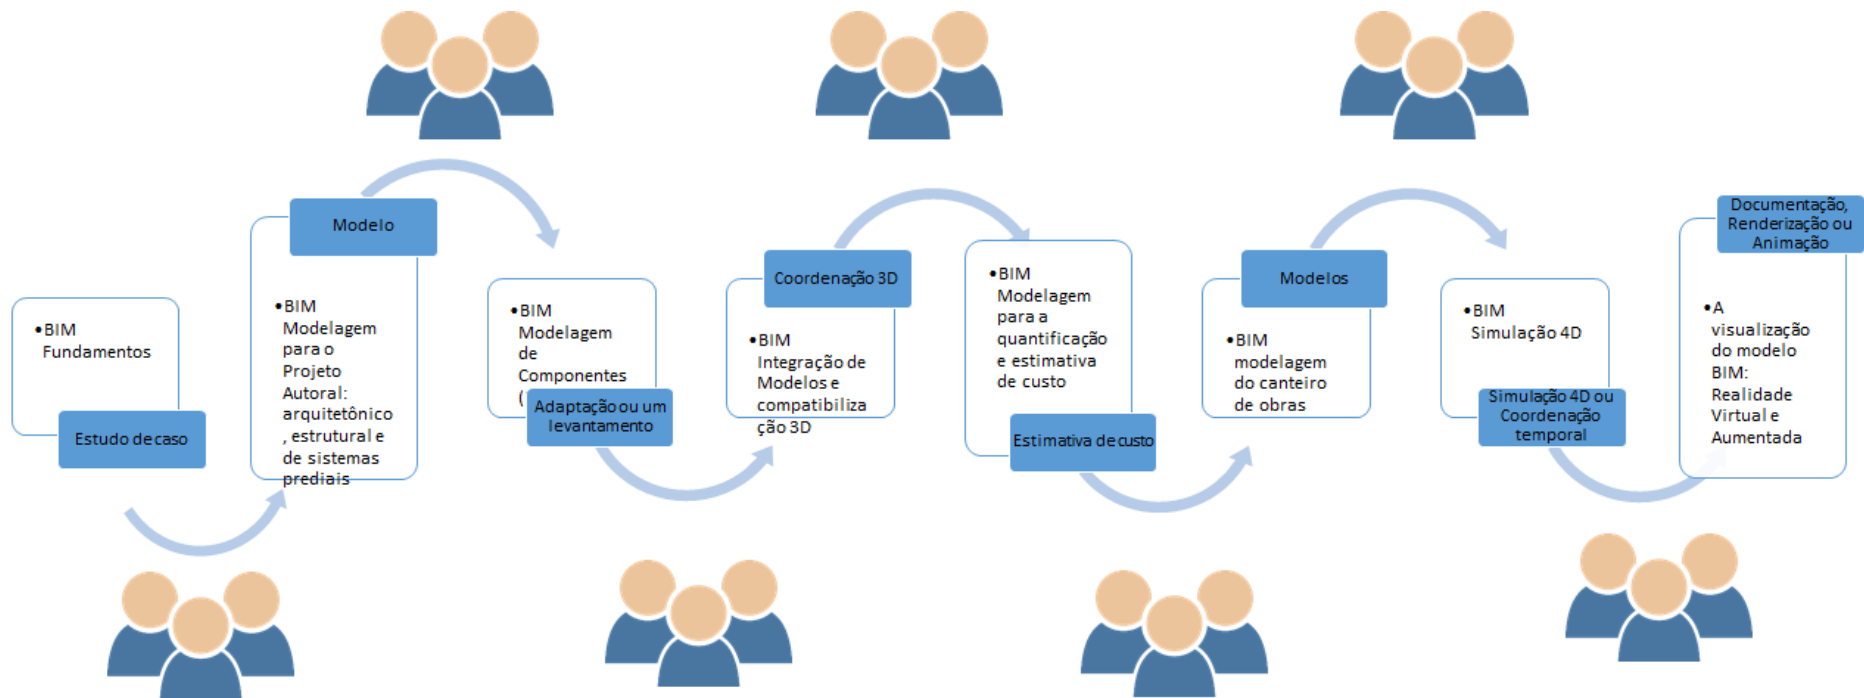 •BIM
Fundamentos
Estudo de caso
Modelo
•BIM
Modelagem
para o
Projeto
Autoral:
arquitetônico
, estrutural e
de sistemas
prediais
•BIM
Modelagem
de
Componentes
(
Adaptação ou um
levantamento
Coordenação 3D
•BIM
Integração de
Modelos e
compatibiliza
ção 3D
•BIM
Modelagem
para a
quantificação
e estimativa
de custo
Estimativa de custo
Modelos
•BIM
modelagem
do canteiro
de obras
•BIM
Simulação 4D
Simulação 4D ou
Coordenação
temporal
Documentação,
Renderização ou
Animação
•A
visualização
do modelo
BIM:
Realidade
Virtual e
Aumentada